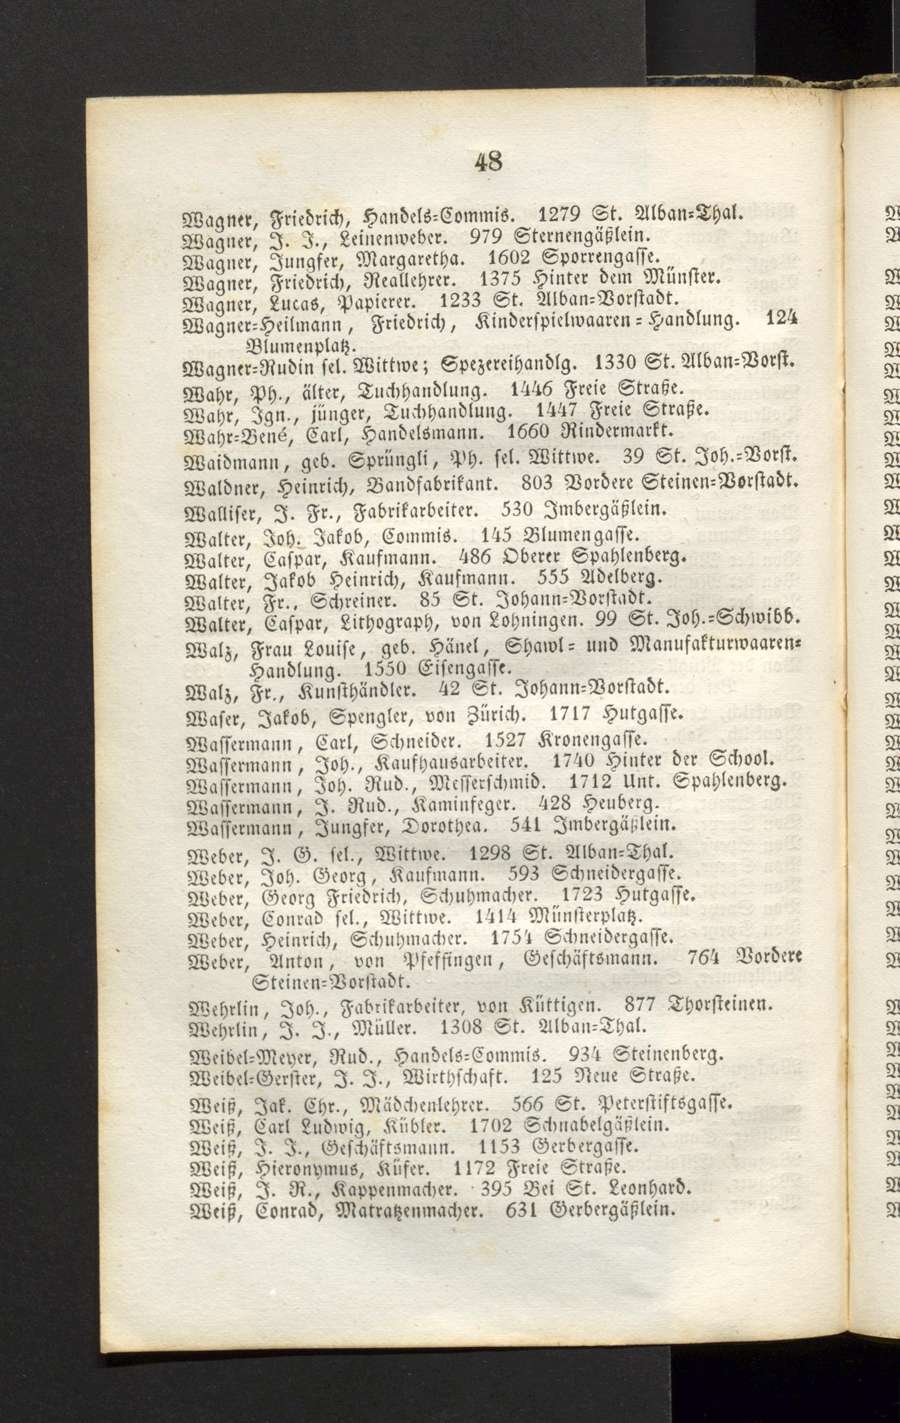 48
Wagner, Friedrich, Handels-Commis. 1279 St. Alban-Thal.
Wagner, J. J., Leinenweber. 979 Sternengäßlein.
Wagner, Jungfer, Margaretha. 1602 Sporrengasse.
Wagner, Friedrich, Reallehrer. 1375 Hinter dem Münster.
Wagner, Lucas, Papierer. 1233 St. Alban-Vorstadt.
Wagner-Heilmann, Friedrich, Kinderspielwaaren-Handlung. 124
Blumenplatz.
Wagner-Rudin sel. Wittwe; Spezereihandlg. 1330 St. Alban-Vorst.
Wahr, Ph., älter, Tuchhandlung. 1446 Freie Straße.
Wahr, Ign., jünger, Tuchhandlung. 1447 Freie Straße.
Wahr-Bené, Carl, Handelsmann. 1660 Rindermarkt.
Waidmann, geb. Sprüngli, Ph. sel. Wittwe. 39 St. Joh.-Vorst.
Waldner, Heinrich, Bandfabrikant. 803 Vordere Steinen-Vorstadt.
Walliser, J. Fr., Fabrikarbeiter. 530 Imbergäßlein.
Walter, Joh. Jakob, Commis. 145 Blumengasse.
Walter, Caspar, Kaufmann. 486 Oberer Spahlenberg.
Walter, Jakob Heinrich, Kaufmann. 555 Adelberg.
Walter, Fr., Schreiner. 85 St. Johann-Vorstadt.
Walter, Caspar, Lithograph, von Lohningen. 99 St. Joh.-Schwibb.
Walz, Frau Louise, geb. Hänel, Shawl- und Manufakturwaaren-
Handlung. 1550 Eisengasse.
Walz, Fr., Kunsthändler. 42 St. Johann-Vorstadt.
Waser, Jakob, Spengler, von Zürich. 1717 Hutgasse.
Wassermann, Carl, Schneider. 1527 Kronengasse.
Wassermann, Joh., Kaufhausarbeiter. 1740 Hinter der School.
Wassermann, Joh. Rud., Messerschmid. 1712 Unt. Spahlenberg.
Wassermann, J. Rud., Kaminfeger. 428 Heuberg.
Wassermann, Jungfer, Dorothea. 541 Imbergäßlein.
Weber, J. G. sel., Wittwe. 1298 St. Alban-Thal.
Weber, Joh. Georg, Kaufmann. 593 Schneidergasse.
Weber, Georg Friedrich, Schuhmacher. 1723 Hutgasse.
Weber, Conrad sel., Wittwe. 1414 Münsterplatz.
Weber, Heinrich, Schuhmacher. 1754 Schneidergasse.
Weber, Anton, von Pfeffingen, Geschäftsmann. 764 Vordere
Steinen-Vorstadt.
Wehrlin, Joh., Fabrikarbeiter, von Küttigen. 877 Thorsteinen.
Wehrlin, J. J., Müller. 1308 St. Alban-Thal.
Weibel-Meyer, Rud., Handels-Commis. 934 Steinenberg.
Weibel-Gerster, J. J., Wirthschaft. 125 Neue Straße.
Weiß, Jak. Chr., Mädchenlehrer. 566 St. Peterstiftsgasse.
Weiß, Carl Ludwig, Kübler. 1702 Schnabelgäßlein.
Weiß, J. J., Geschäftsmann. 1153 Gerbergasse.
Weiß, Hieronymus, Küfer. 1172 Freie Straße.
Weiß, J. R., Kappenmacher. 395 Bei St. Leonhard.
Weiß, Conrad, Matratzenmacher. 631 Gerbergäßlein.